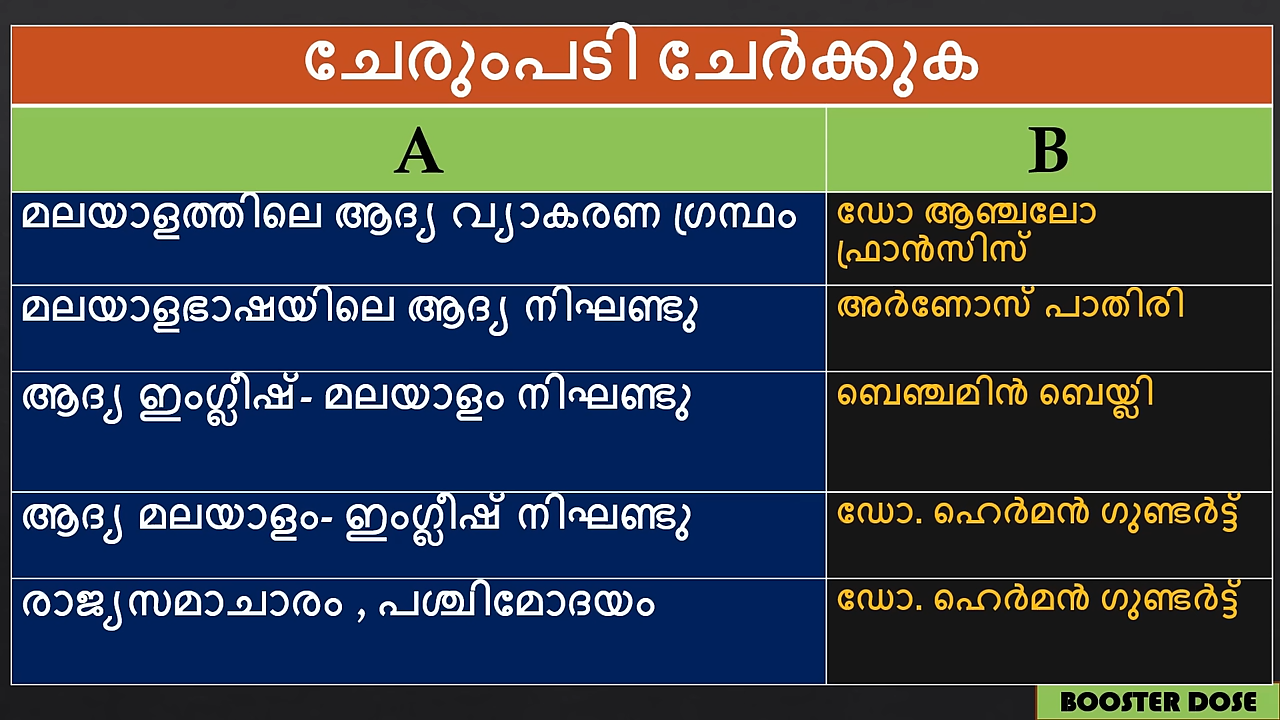 ചേരുംപടി ചേർക്കുക
A
B
മലയാളത്തിലെ ആദ്യ വ്യാകരണ ഗ്രന്ഥം
ഡോ ആഞ്ചലോ
ഫ്രാൻസിസ്
മലയാളഭാഷയിലെ ആദ്യ നിഘണ്ടു
അർണോസ് പാതിരി
ആദ്യ ഇംഗ്ലീഷ്- മലയാളം നിഘണ്ടു
ബെഞ്ചമിൻ ബെയ്ലി
ആദ്യ മലയാളം- ഇംഗ്ലീഷ് നിഘണ്ടു
ഡോ. ഹെർമൻ ഗുണ്ടർട്ട്
രാജ്യസമാചാരം , പശ്ചിമോദയം
ഡോ. ഹെർമൻ ഗുണ്ടർട്ട്
BOOSTER DOSE